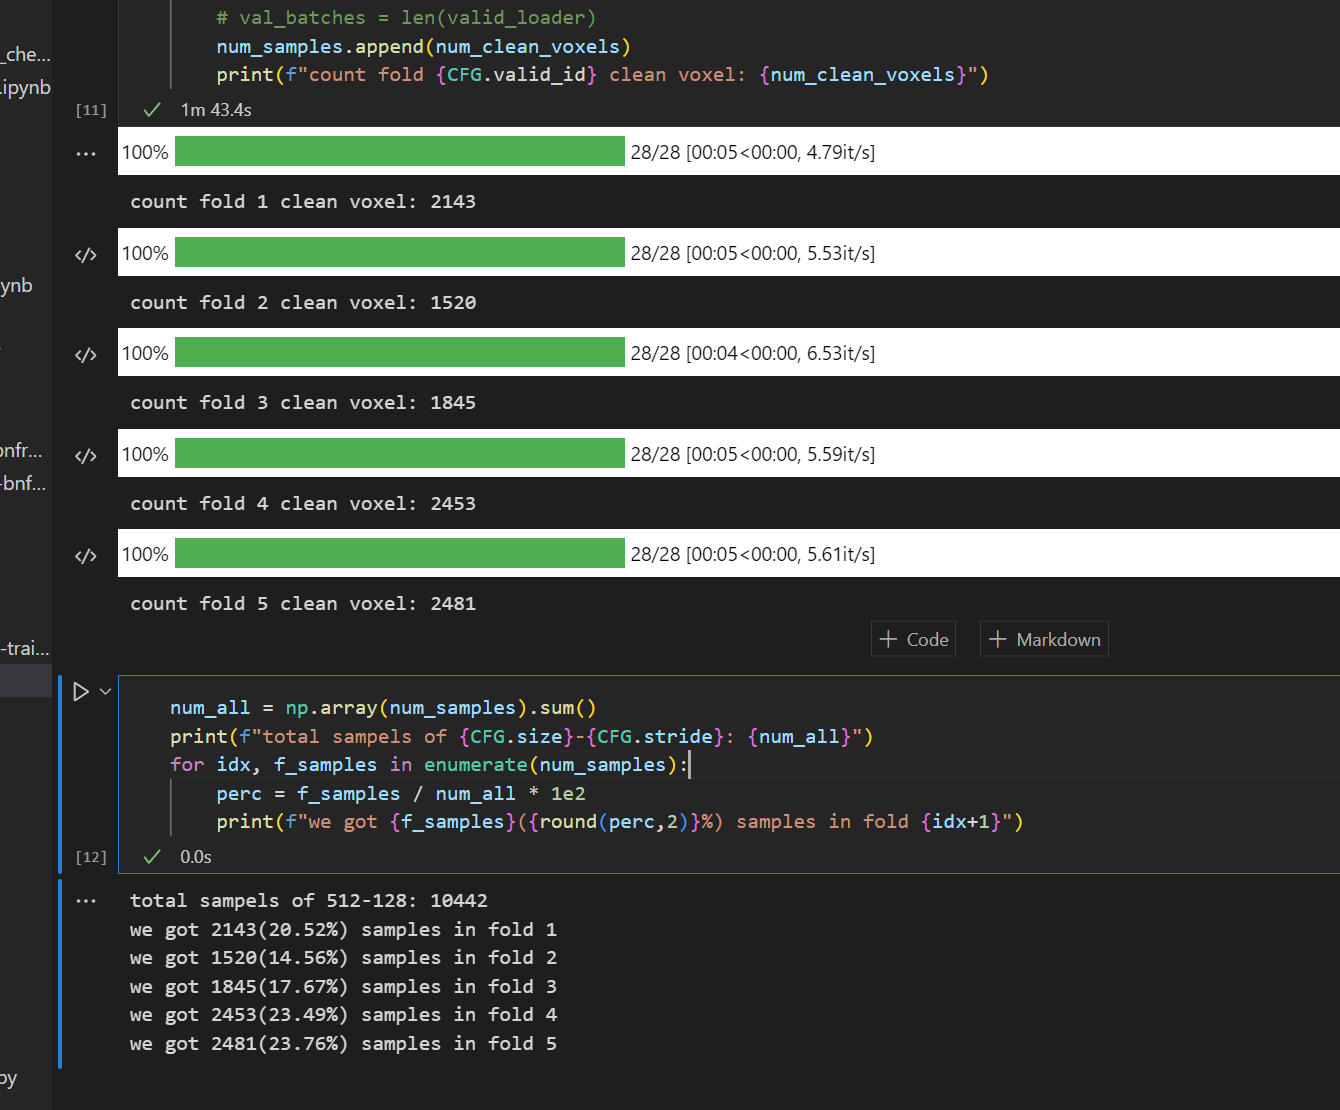 # val_batches = len(valid_loader)
num_samples.append(num_clean_voxels)
print(f"count fold {CFG.valid_id} clean voxel: {num_clean_voxels}")
_che...
.ipynb
[11] 1m 43.4s
100% 28/28 [00:05<00:00, 4.79it/s]
count fold 1 clean voxel: 2143
100% 28/28 [00:05<00:00, 5.53it/s]
ynb
count fold 2 clean voxel: 1520
100% 28/28 [00:04<00:00, 6.53it/s]
count fold 3 clean voxel: 1845
onfr...
100% 28/28 [00:05<00:00, 5.59it/s]
-bnf...
count fold 4 clean voxel: 2453
100% 28/28 [00:05<00:00, 5.61it/s]
count fold 5 clean voxel: 2481
+ Code + Markdown
-trai...
num_all = np.array(num_samples).sum()
print(f"total sampels of {CFG.size}-{CFG.stride}: {num_all}")
for idx, f_samples in enumerate(num_samples):
perc = f_samples / num_all * 1e2
print(f"we got {f_samples}({round(perc,2)}%) samples in fold {idx+1}")
[12] 0.0s
total sampels of 512-128: 10442
we got 2143(20.52%) samples in fold 1
we got 1520(14.56%) samples in fold 2
we got 1845(17.67%) samples in fold 3
we got 2453(23.49%) samples in fold 4
we got 2481(23.76%) samples in fold 5
py